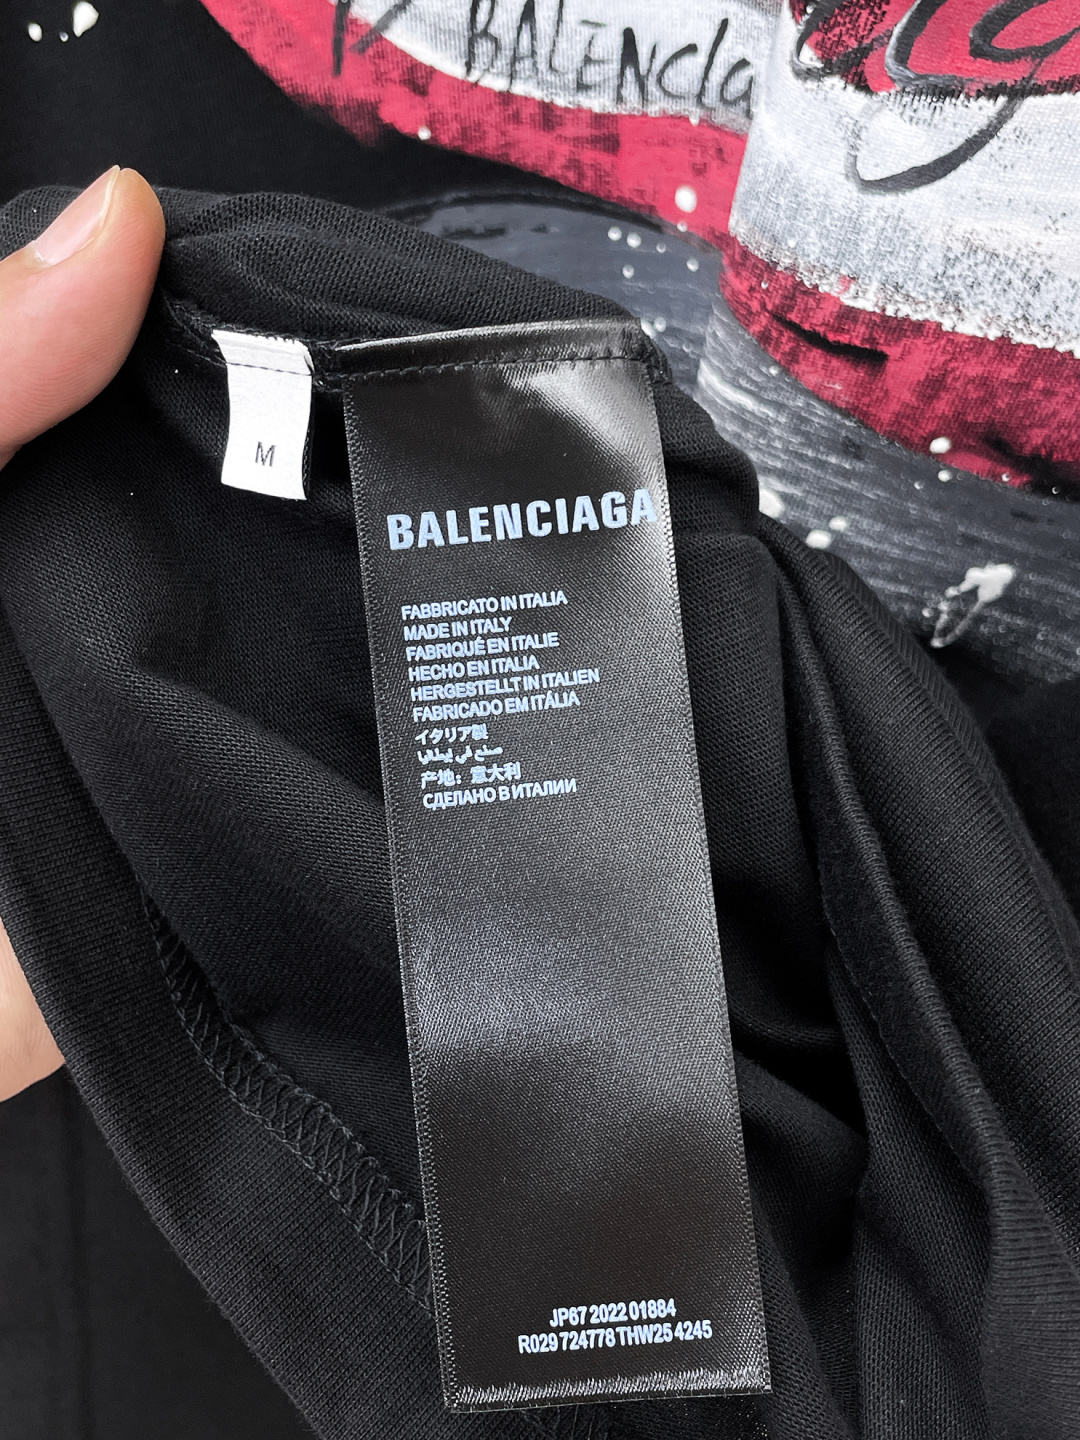 BALENCIA
M
BALENCIAGA
FABBRICATO IN ITALIA
MADE IN ITALY
FABRIQUÉ EN ITALIE
HECHO EN ITALIA
HERGESTELLT IN ITALIEN
FABRICADO EM ITÁLIA
イタリア製
صنع في إيطاليا
产地：意大利
СДЕЛАНО В ИТАЛИИ
JP67 2022 01884
R029 724778 THW25 4245